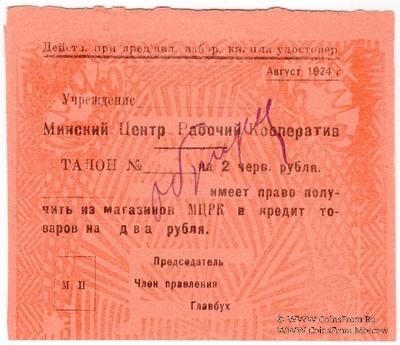 Действ. при предъяв. забор. кн. или удостовер.
Август 1924 г
Учреждение
Минский Центр Рабочий Кооператив
ТАЛОН № на 2 черв. рубля.
имеет право полу-
чить из магазинов МЦРК в кредит то-
варов на два рубля.
Председатель
М П Член правления
Главбух
© WWW.CoinsFrom.Ru
WWW.CoinsFrom.Moscow